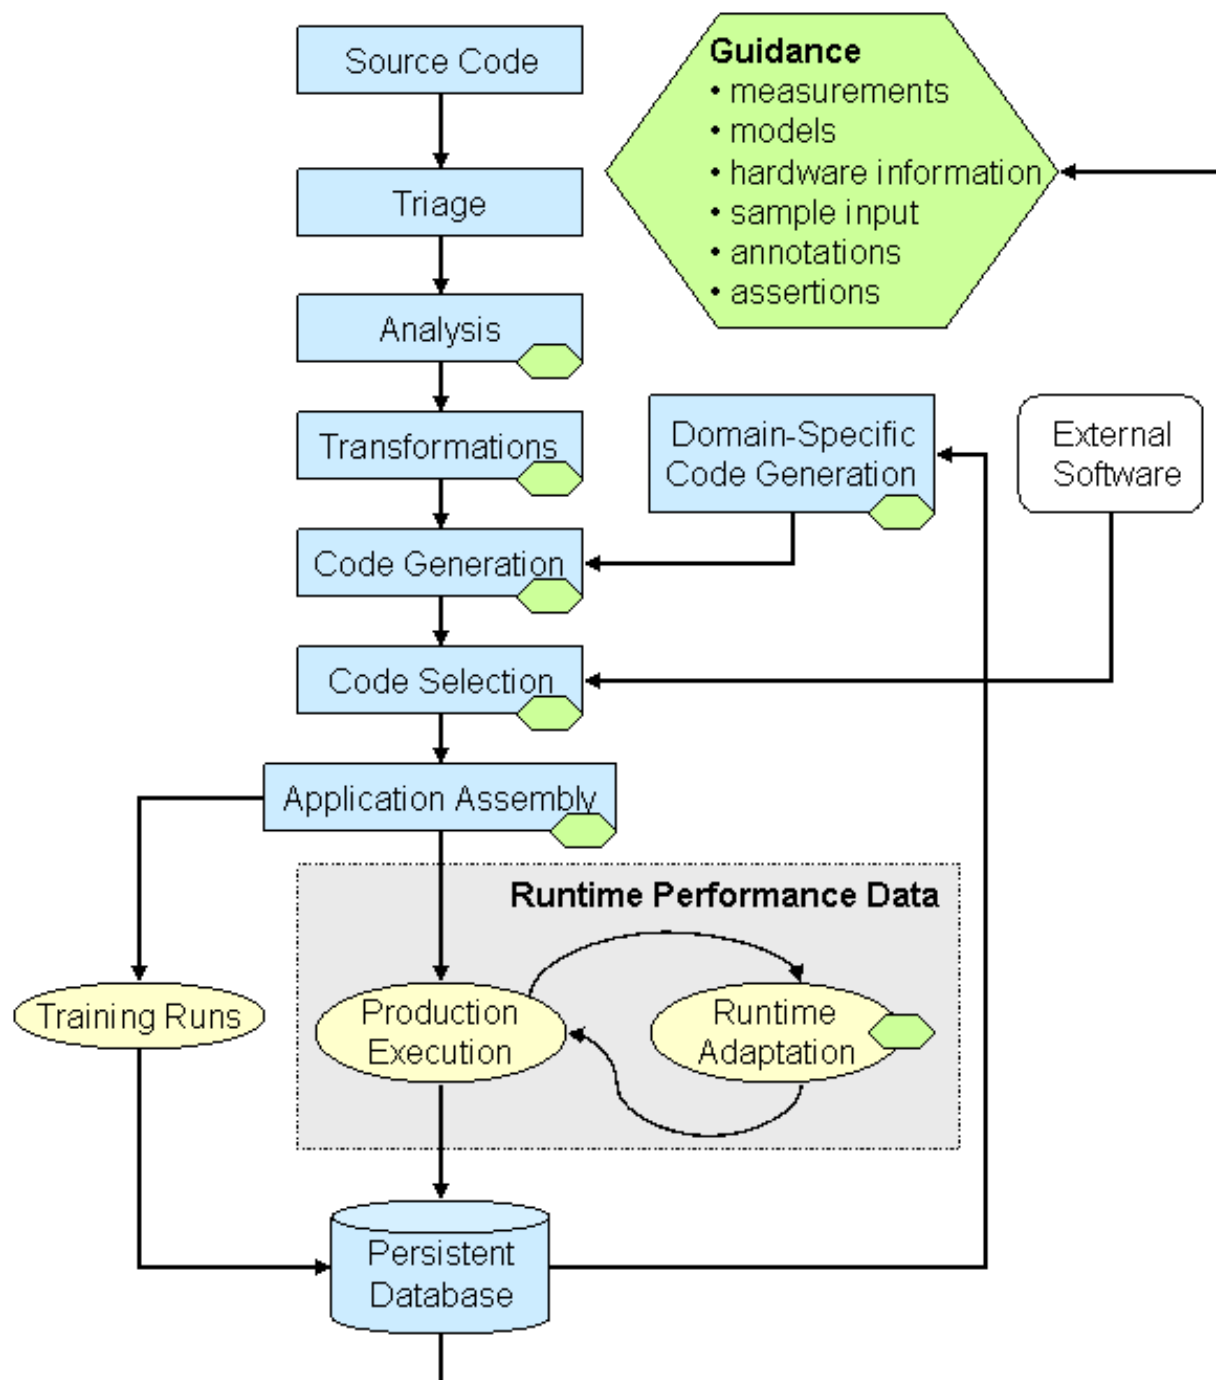 Source Code
Guidance
• measurements
• models
• hardware information
• sample input
• annotations
• assertions
Triage
Analysis
Transformations
Domain-Specific
Code Generation
External
Software
Code Generation
Code Selection
Application Assembly
Runtime Performance Data
Training Runs
Production
Execution
Runtime
Adaptation
Persistent
Database